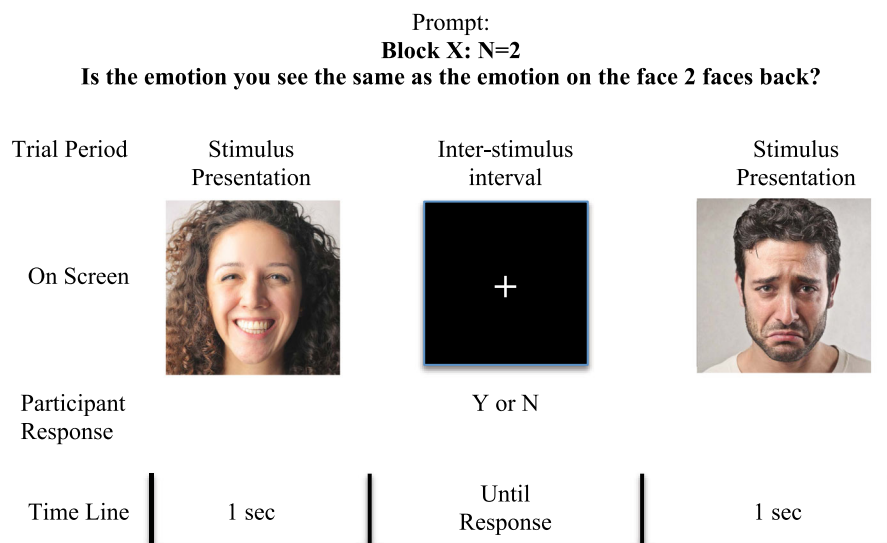 Prompt:
Block X: N=2
Is the emotion you see the same as the emotion on the face 2 faces back?
Trial Period
Stimulus
Presentation
Inter-stimulus
interval
Stimulus
Presentation
On Screen
Participant
Response
Y or N
Time Line
1 sec
Until
Response
1 sec